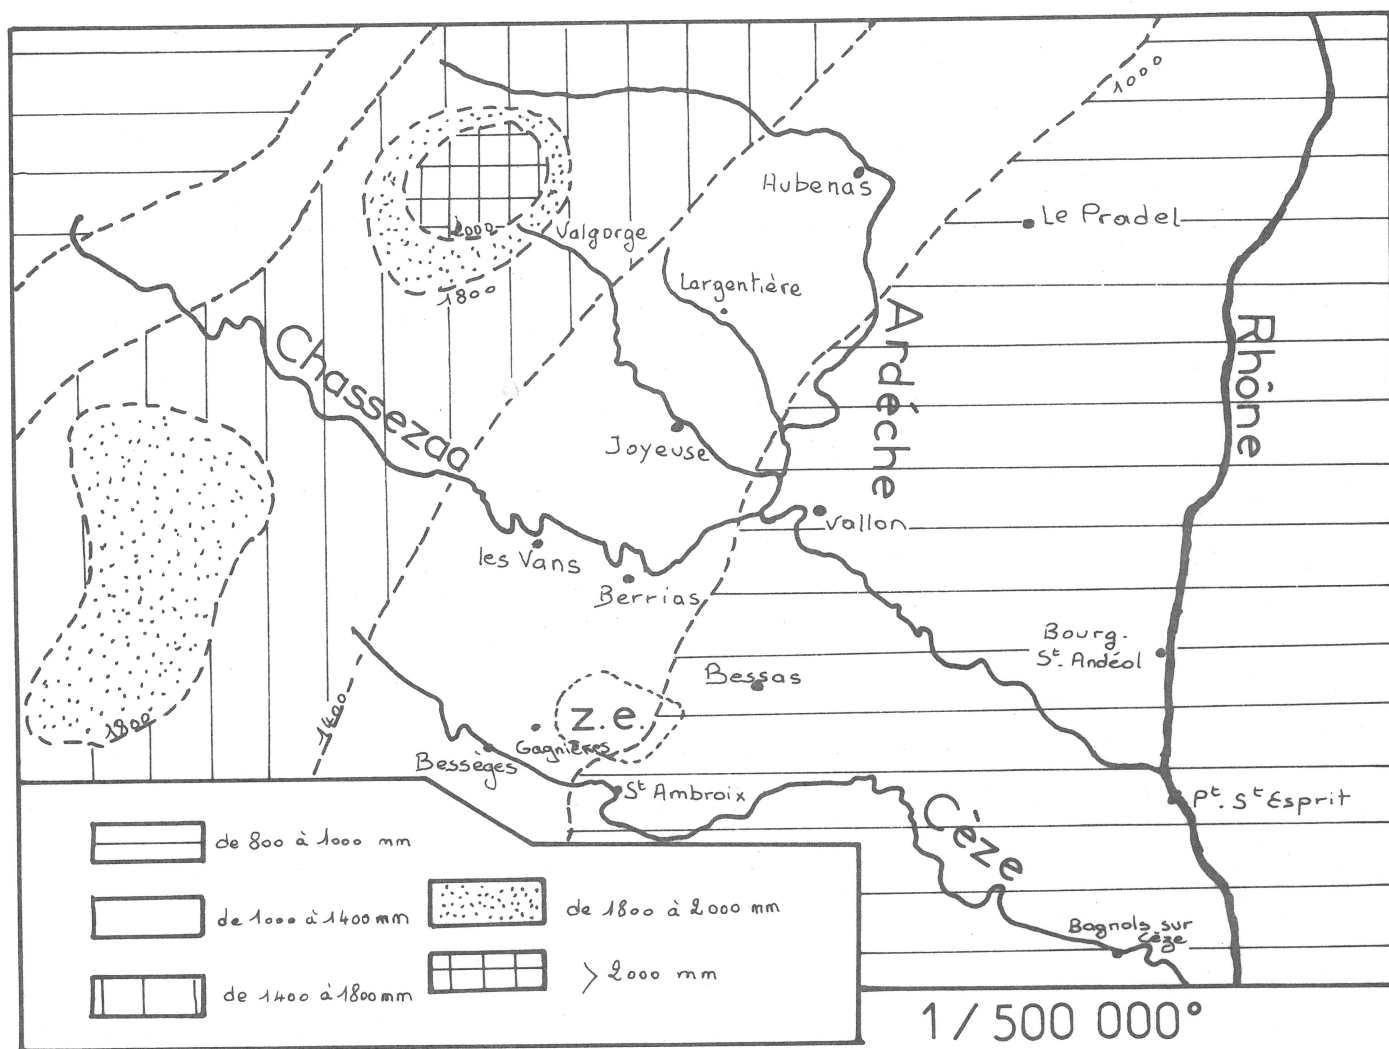 1000
Aubenas
Le Pradel
2000
Valgorge
1800
Largentière
Chassezac
Ardèche
Rhône
Joyeuse
Vallon
les Vans
Berrias
Bourg.
Sᵗ. Andéol
Bessas
z.e.
1800
1400
Gagnières
Bessèges
Sᵗ Ambroix
Pᵗ. Sᵗ Esprit
Cèze
Bagnols sur
Cèze
de 800 à 1000 mm
de 1000 à 1400 mm
de 1400 à 1800 mm
de 1800 à 2000 mm
> 2000 mm
1/500 000°